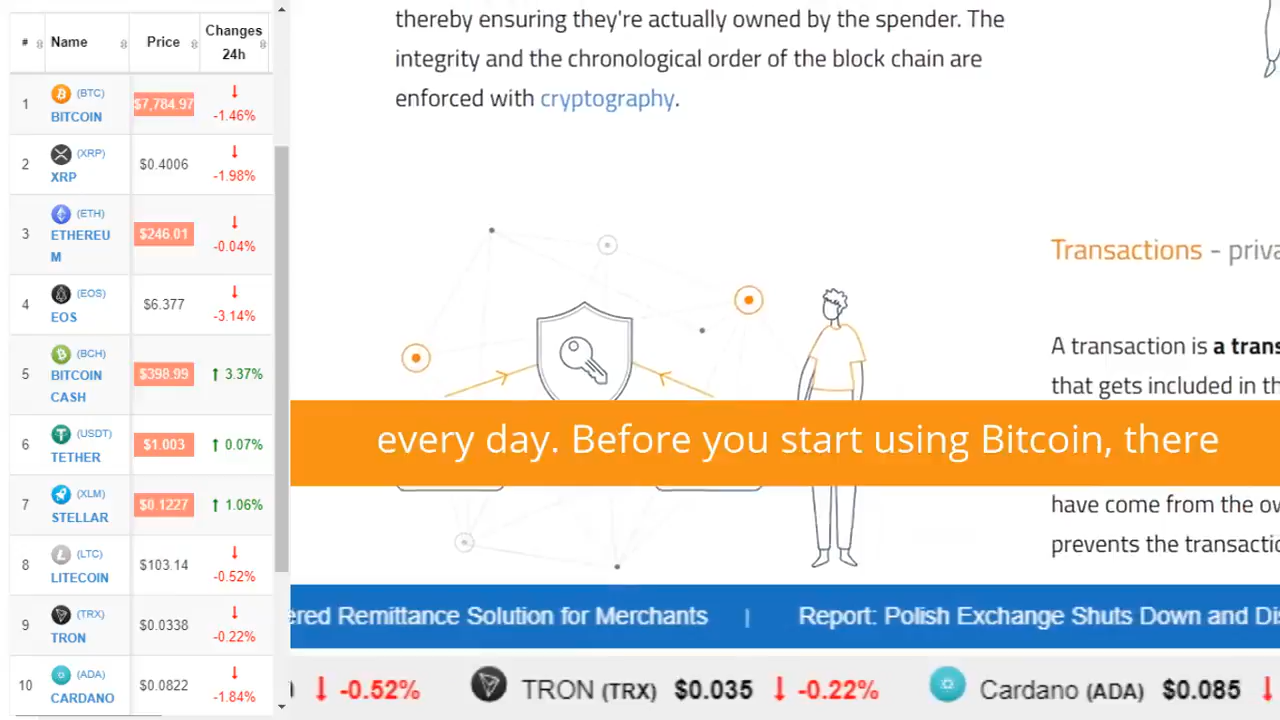 # Name Price Changes 24h
1 (BTC) BITCOIN $7,784.97 -1.46%
2 (XRP) XRP $0.4006 -1.98%
3 (ETH) ETHEREUM $246.01 -0.04%
4 (EOS) EOS $6.377 -3.14%
5 (BCH) BITCOIN CASH $398.99 3.37%
6 (USDT) TETHER $1.003 0.07%
7 (XLM) STELLAR $0.1227 1.06%
8 (LTC) LITECOIN $103.14 -0.52%
9 (TRX) TRON $0.0338 -0.22%
10 (ADA) CARDANO $0.0822 -1.84%
thereby ensuring they're actually owned by the spender. The
integrity and the chronological order of the block chain are
enforced with cryptography.
Transactions - priva
A transaction is a trans
that gets included in th
every day. Before you start using Bitcoin, there
have come from the ow
prevents the transactio
ered Remittance Solution for Merchants | Report: Polish Exchange Shuts Down and Dis
-0.52% TRON (TRX) $0.035 -0.22% Cardano (ADA) $0.085